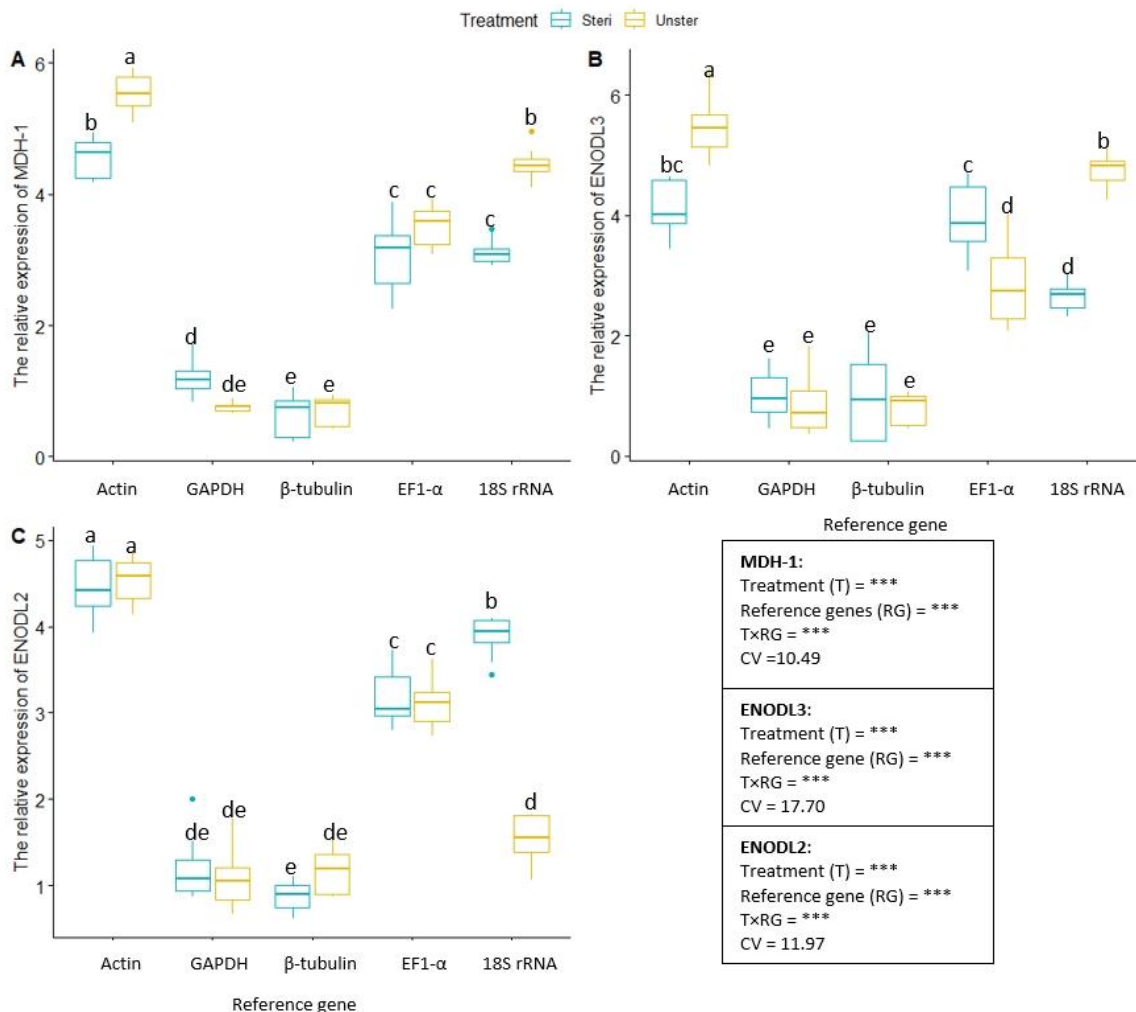 Treatment Steri Unster
A
The relative expression of MDH-1
6
4
2
0
b
a
d
de
e
e
c
c
c
b
Actin GAPDH β-tubulin EF1-α 18S rRNA
B
The relative expression of ENODL3
6
4
2
0
bc
a
e
e
e
e
c
d
d
b
Actin GAPDH β-tubulin EF1-α 18S rRNA
Reference gene
C
The relative expression of ENODL2
5
4
3
2
1
a
a
de
de
e
de
c
c
b
d
Actin GAPDH β-tubulin EF1-α 18S rRNA
Reference gene
MDH-1:
Treatment (T) = ***
Reference genes (RG) = ***
T×RG = ***
CV =10.49
ENODL3:
Treatment (T) = ***
Reference gene (RG) = ***
T×RG = ***
CV = 17.70
ENODL2:
Treatment (T) = ***
Reference gene (RG) = ***
T×RG = ***
CV = 11.97